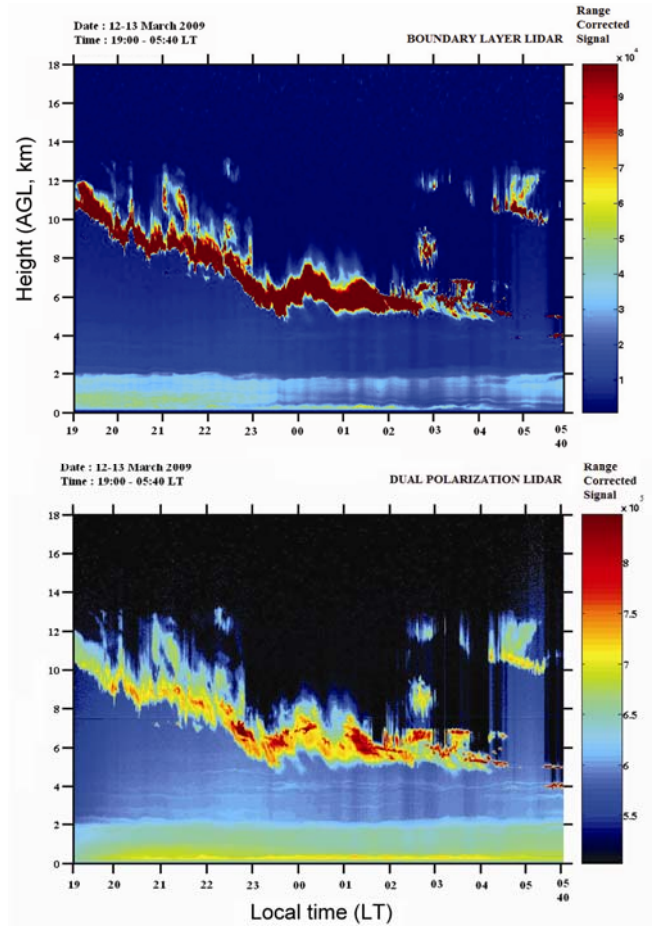 Date : 12-13 March 2009
Time : 19:00 - 05:40 LT
BOUNDARY LAYER LIDAR
Range
Corrected
Signal
x 10⁴
18
16
14
12
10
8
6
4
2
0
Height (AGL, km)
9
8
7
6
5
4
3
2
1
19 20 21 22 23 00 01 02 03 04 05 05
40
Date : 12-13 March 2009
Time : 19:00 - 05:40 LT
DUAL POLARIZATION LIDAR
Range
Corrected
Signal
x 10⁵
18
16
14
12
10
8
6
4
2
0
8
7.5
7
6.5
6
5.5
19 20 21 22 23 00 01 02 03 04 05 05
40
Local time (LT)